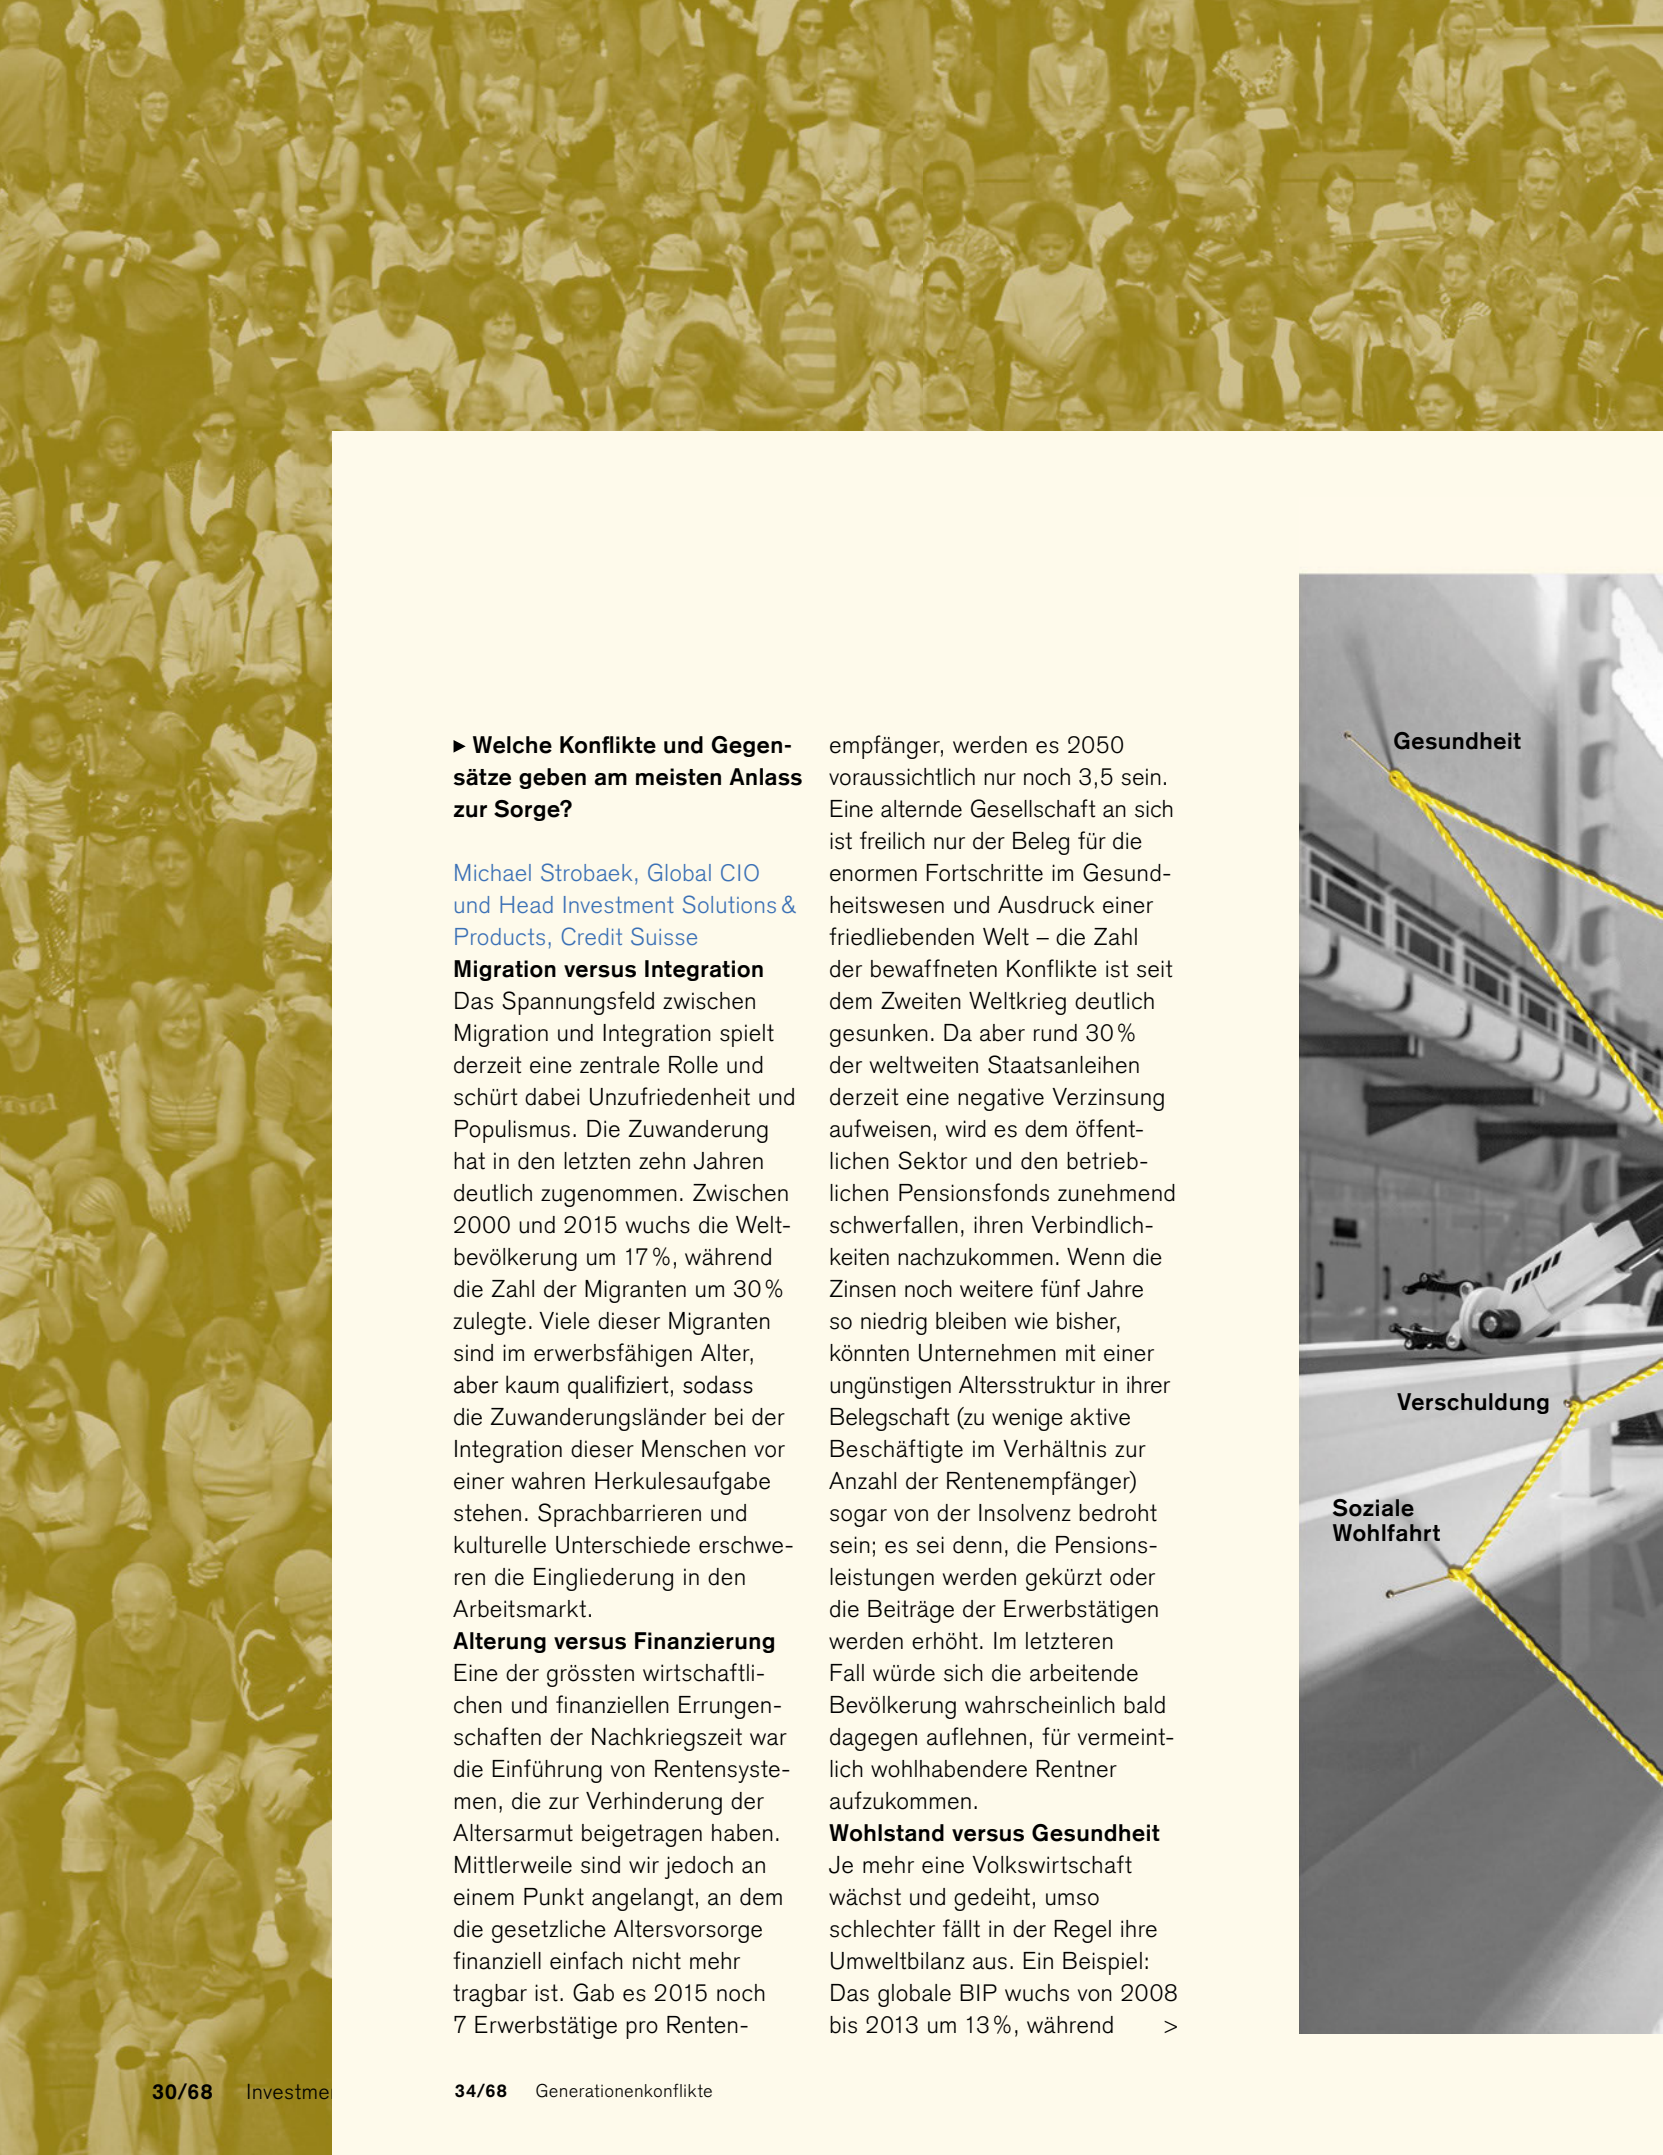 ▸ Welche Konflikte und Gegen-
sätze geben am meisten Anlass
zur Sorge?
Michael Strobaek, Global CIO
und Head Investment Solutions &
Products, Credit Suisse
Migration versus Integration
Das Spannungsfeld zwischen
Migration und Integration spielt
derzeit eine zentrale Rolle und
schürt dabei Unzufriedenheit und
Populismus. Die Zuwanderung
hat in den letzten zehn Jahren
deutlich zugenommen. Zwischen
2000 und 2015 wuchs die Welt-
bevölkerung um 17 %, während
die Zahl der Migranten um 30 %
zulegte. Viele dieser Migranten
sind im erwerbsfähigen Alter,
aber kaum qualifiziert, sodass
die Zuwanderungsländer bei der
Integration dieser Menschen vor
einer wahren Herkulesaufgabe
stehen. Sprachbarrieren und
kulturelle Unterschiede erschwe-
ren die Eingliederung in den
Arbeitsmarkt.
Alterung versus Finanzierung
Eine der grössten wirtschaftli-
chen und finanziellen Errungen-
schaften der Nachkriegszeit war
die Einführung von Rentensyste-
men, die zur Verhinderung der
Altersarmut beigetragen haben.
Mittlerweile sind wir jedoch an
einem Punkt angelangt, an dem
die gesetzliche Altersvorsorge
finanziell einfach nicht mehr
tragbar ist. Gab es 2015 noch
7 Erwerbstätige pro Renten-
empfänger, werden es 2050
voraussichtlich nur noch 3,5 sein.
Eine alternde Gesellschaft an sich
ist freilich nur der Beleg für die
enormen Fortschritte im Gesund-
heitswesen und Ausdruck einer
friedliebenden Welt – die Zahl
der bewaffneten Konflikte ist seit
dem Zweiten Weltkrieg deutlich
gesunken. Da aber rund 30 %
der weltweiten Staatsanleihen
derzeit eine negative Verzinsung
aufweisen, wird es dem öffent-
lichen Sektor und den betrieb-
lichen Pensionsfonds zunehmend
schwerfallen, ihren Verbindlich-
keiten nachzukommen. Wenn die
Zinsen noch weitere fünf Jahre
so niedrig bleiben wie bisher,
könnten Unternehmen mit einer
ungünstigen Altersstruktur in ihrer
Belegschaft (zu wenige aktive
Beschäftigte im Verhältnis zur
Anzahl der Rentenempfänger)
sogar von der Insolvenz bedroht
sein; es sei denn, die Pensions-
leistungen werden gekürzt oder
die Beiträge der Erwerbstätigen
werden erhöht. Im letzteren
Fall würde sich die arbeitende
Bevölkerung wahrscheinlich bald
dagegen auflehnen, für vermeint-
lich wohlhabendere Rentner
aufzukommen.
Wohlstand versus Gesundheit
Je mehr eine Volkswirtschaft
wächst und gedeiht, umso
schlechter fällt in der Regel ihre
Umweltbilanz aus. Ein Beispiel:
Das globale BIP wuchs von 2008
bis 2013 um 13 %, während >
Gesundheit
Verschuldung
Soziale
Wohlfahrt
30/68 Investme
34/68 Generationenkonflikte